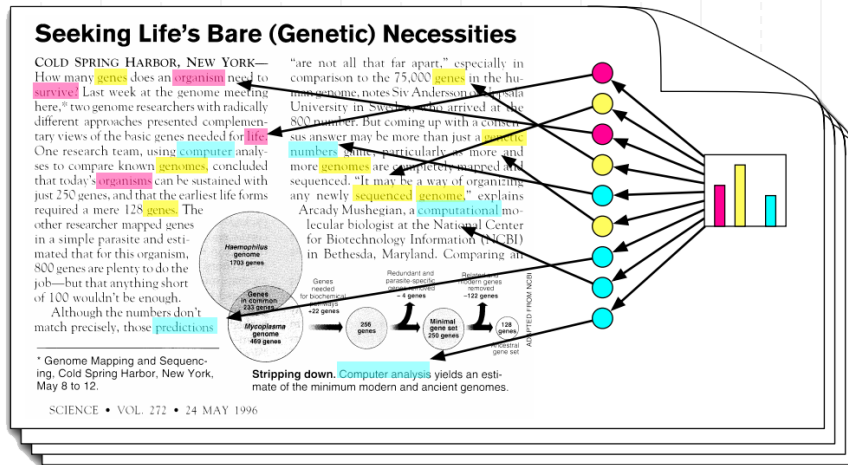 Seeking Life's Bare (Genetic) Necessities
COLD SPRING HARBOR, NEW YORK—
How many genes does an organism need to
survive? Last week at the genome meeting
here,* two genome researchers with radically
different approaches presented complemen-
tary views of the basic genes needed for life.
One research team, using computer analy-
ses to compare known genomes, concluded
that today's organisms can be sustained with
just 250 genes, and that the earliest life forms
required a mere 128 genes. The
other researcher mapped genes
in a simple parasite and esti-
mated that for this organism,
800 genes are plenty to do the
job—but that anything short
of 100 wouldn't be enough.
Although the numbers don't
match precisely, those predictions
* Genome Mapping and Sequenc-
ing, Cold Spring Harbor, New York,
May 8 to 12.
"are not all that far apart," especially in
comparison to the 75,000 genes in the hu-
man genome, notes Siv Andersson of Uppsala
University in Sweden, who arrived at the
800 number. But coming up with a consen-
sus answer may be more than just a genetic
numbers game, particularly as more and
more genomes are completely mapped and
sequenced. "It may be a way of organizing
any newly sequenced genome," explains
Arcady Mushegian, a computational mo-
lecular biologist at the National Center
for Biotechnology Information (NCBI)
in Bethesda, Maryland. Comparing an
Haemophilus
genome
1703 genes
Genes
in common
233 genes
Mycoplasma
genome
469 genes
Genes
needed
for biochemical
pathways
+22 genes
256
genes
Redundant and
parasite-specific
genes removed
– 4 genes
Minimal
gene set
250 genes
Related and
modern genes
removed
–122 genes
128
genes
Ancestral
gene set
ADAPTED FROM NCBI
Stripping down. Computer analysis yields an esti-
mate of the minimum modern and ancient genomes.
SCIENCE • VOL. 272 • 24 MAY 1996